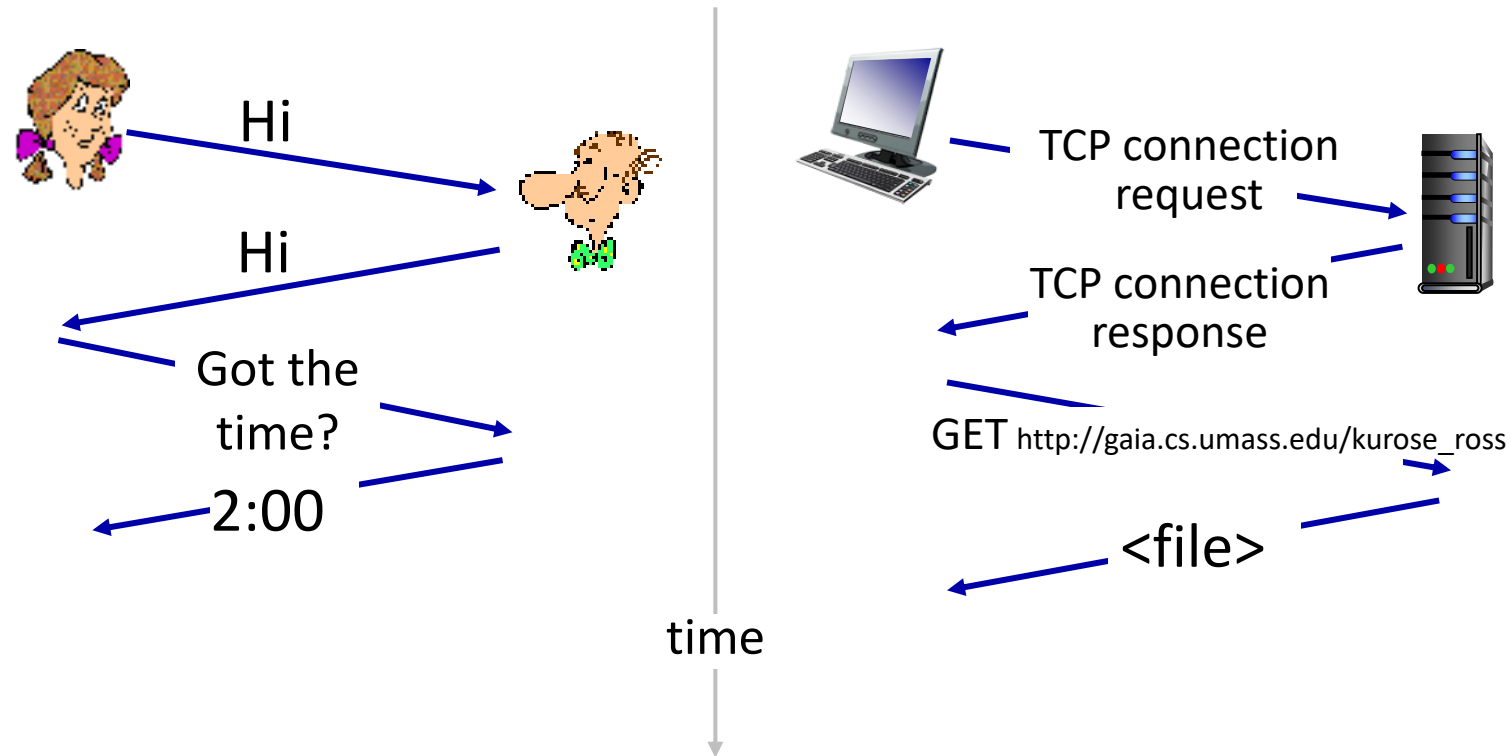 Hi
Hi
Got the
time?
2:00
TCP connection
request
TCP connection
response
GET http://gaia.cs.umass.edu/kurose_ross
<file>
time